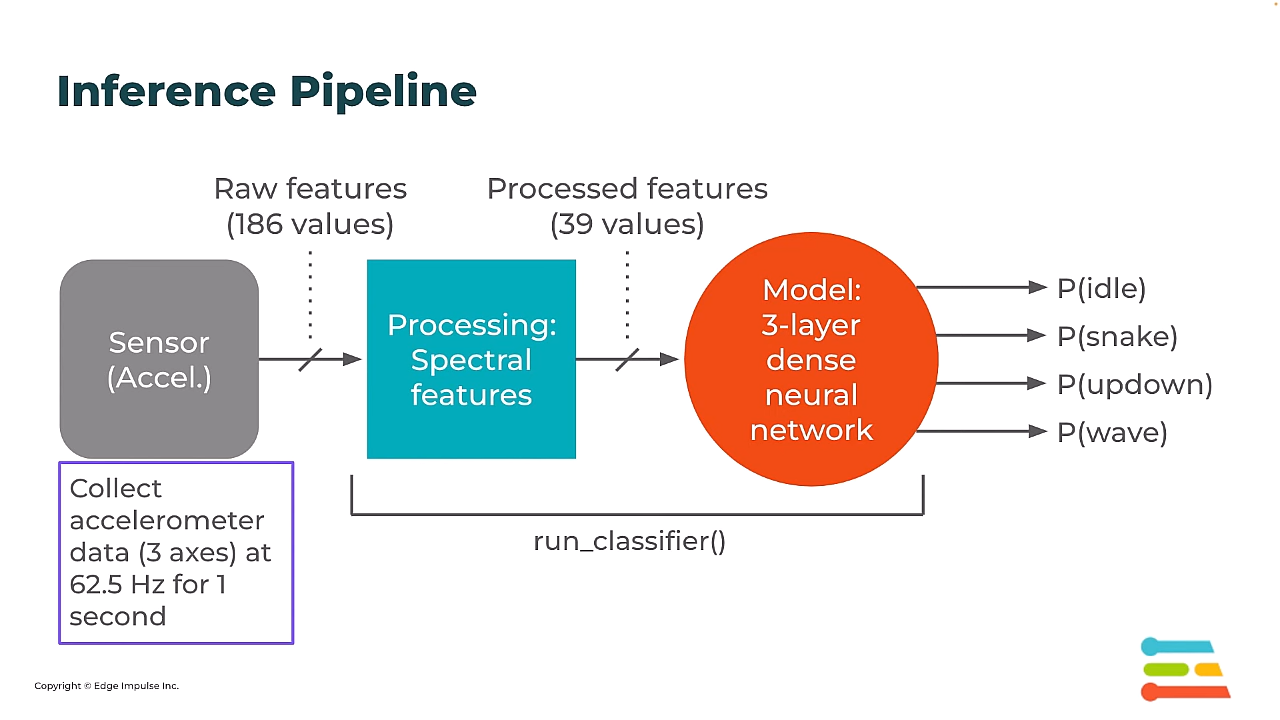 Inference Pipeline
Raw features
(186 values)
Processed features
(39 values)
Sensor
(Accel.)
Processing:
Spectral
features
Model:
3-layer
dense
neural
network
P(idle)
P(snake)
P(updown)
P(wave)
Collect
accelerometer
data (3 axes) at
62.5 Hz for 1
second
run_classifier()
Copyright © Edge Impulse Inc.